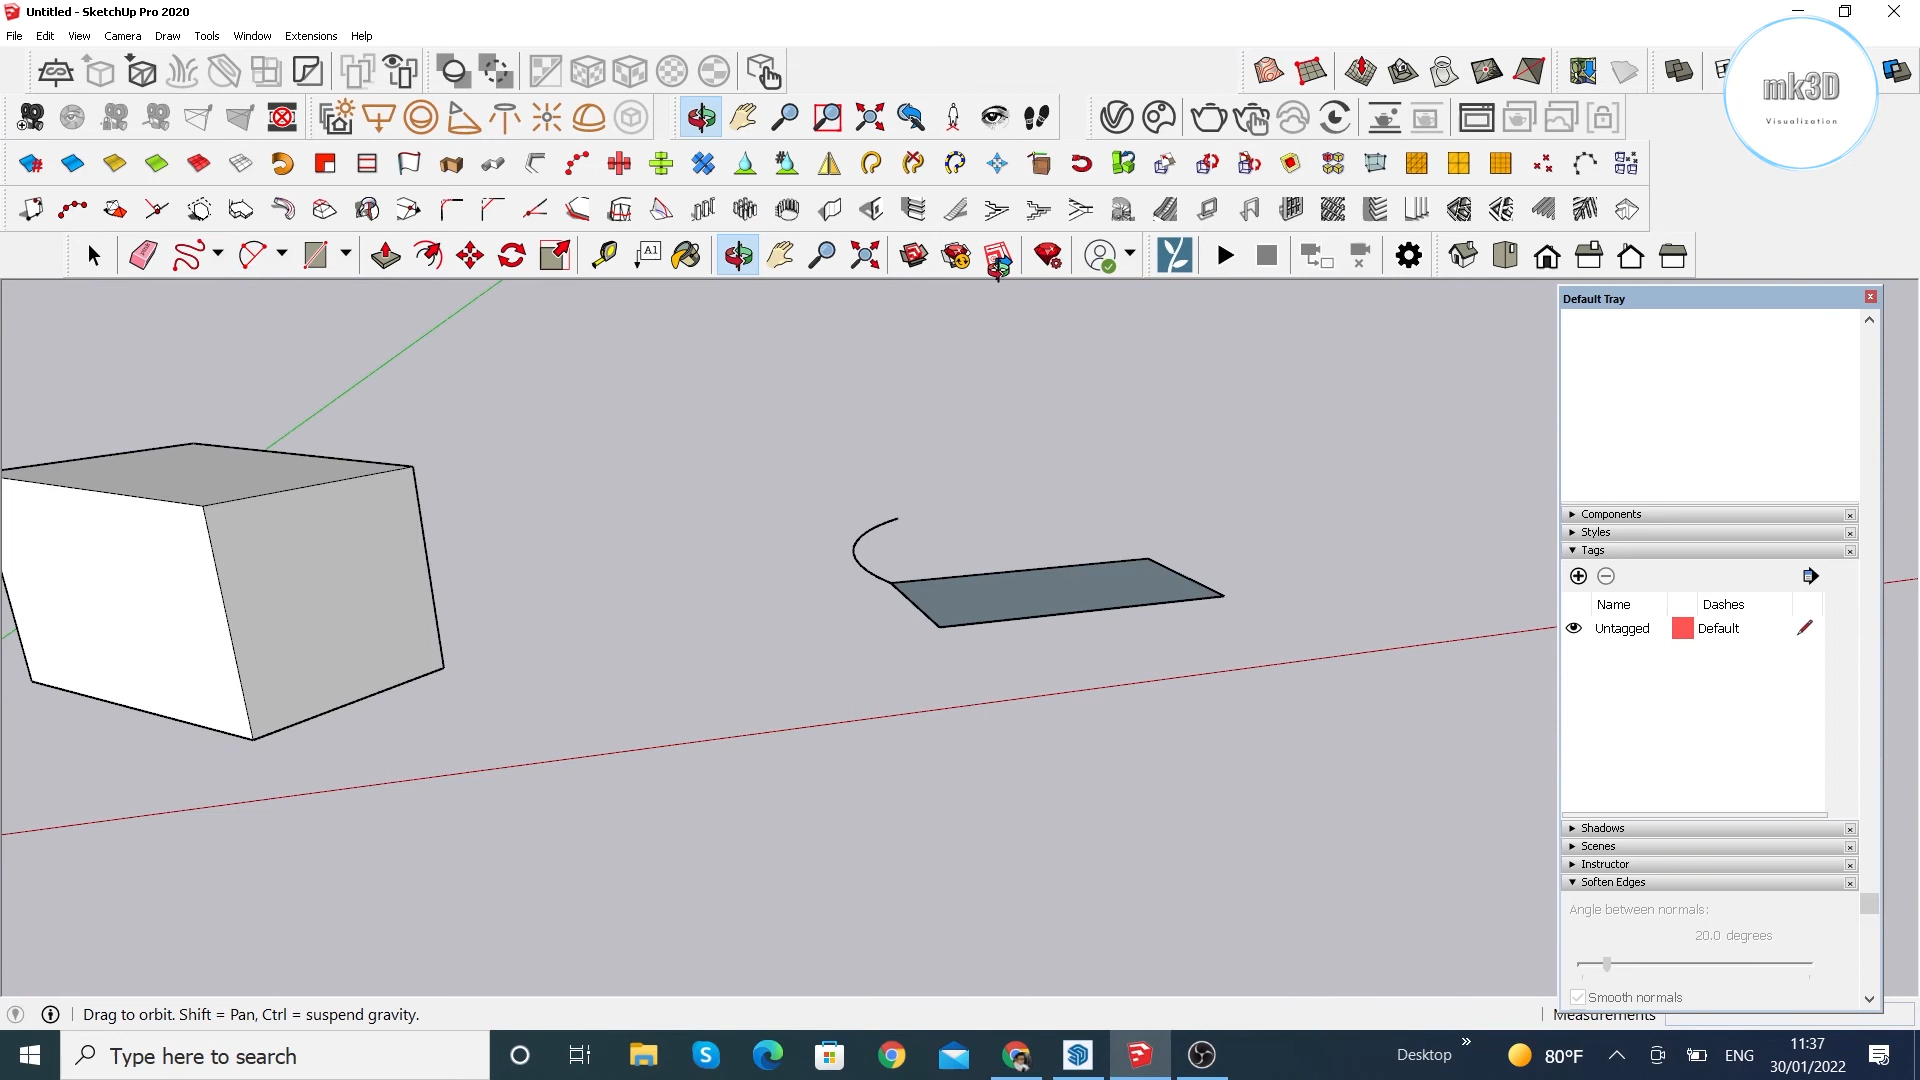 Untitled - SketchUp Pro 2020
File Edit View Camera Draw Tools Window Extensions Help
mk3D
Visualization
A1
Default Tray
Components
Styles
Tags
Name Dashes
Untagged Default
Shadows
Scenes
Instructor
Soften Edges
Angle between normals:
20.0 degrees
Smooth normals
Drag to orbit. Shift = Pan, Ctrl = suspend gravity.
Measurements
Type here to search
Desktop
80°F
ENG
11:37
30/01/2022